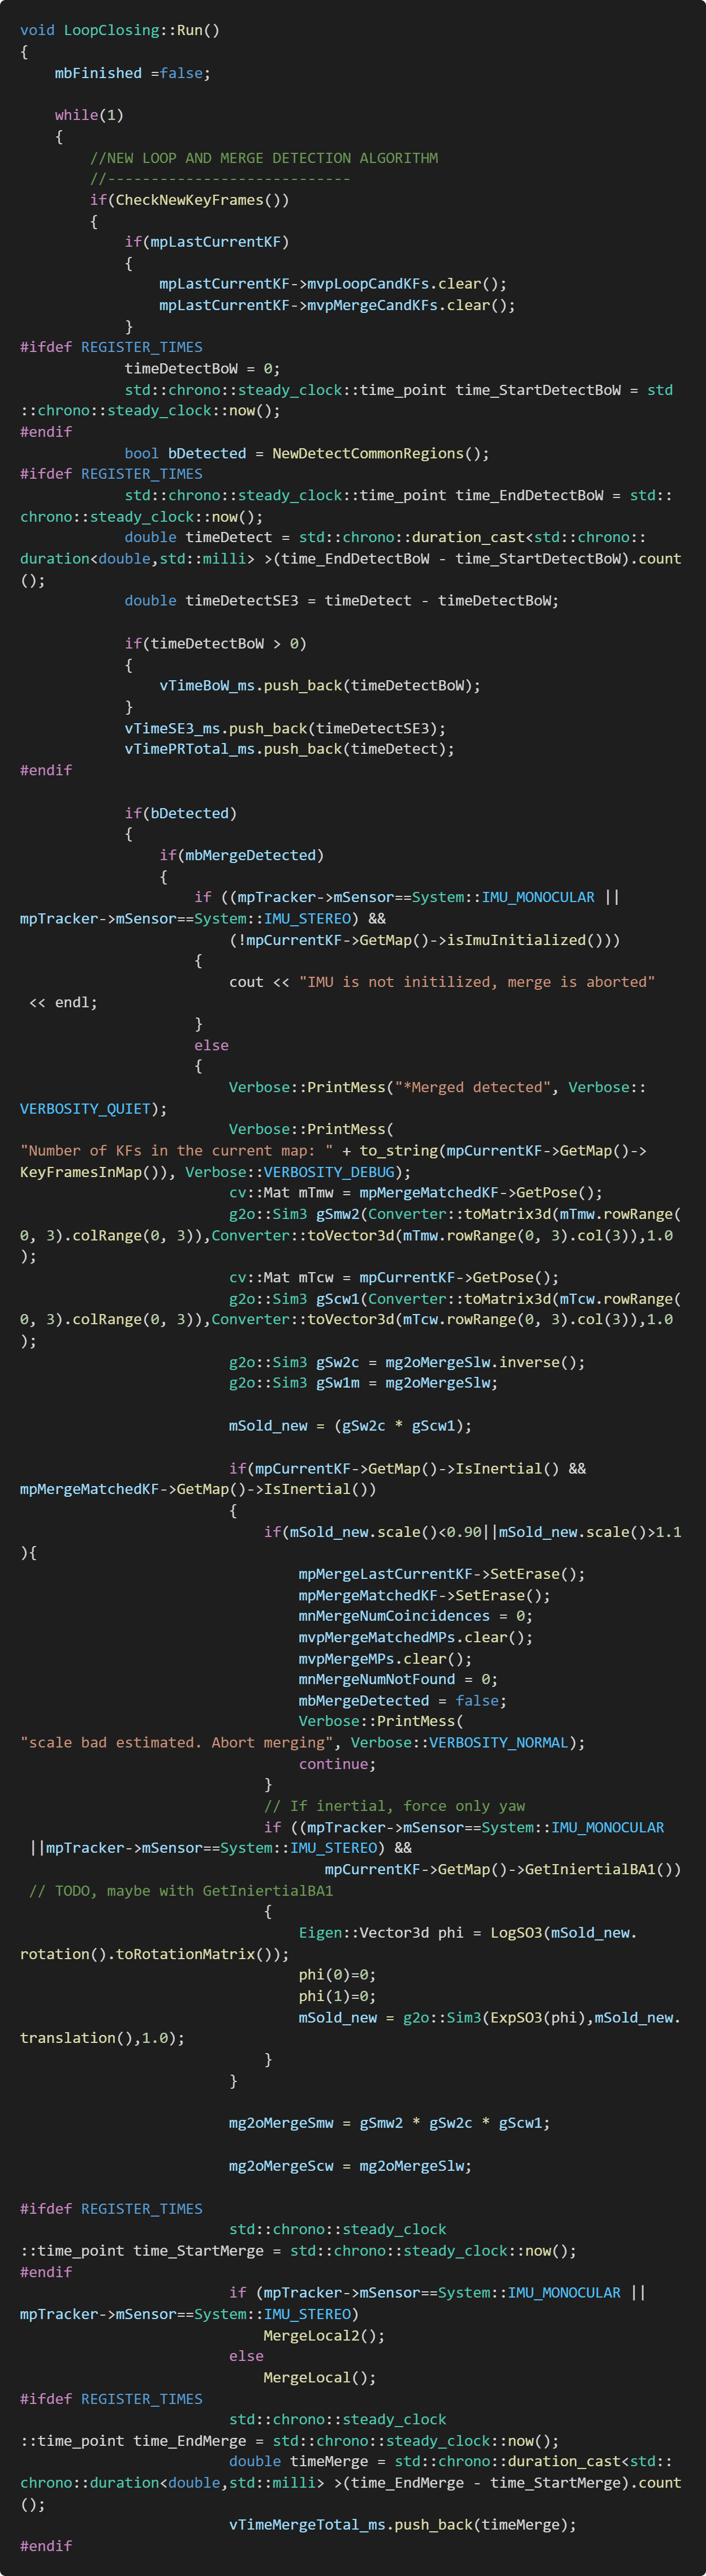 void LoopClosing::Run()
{
    mbFinished =false;

    while(1)
    {
        //NEW LOOP AND MERGE DETECTION ALGORITHM
        //----------------------------
        if(CheckNewKeyFrames())
        {
            if(mpLastCurrentKF)
            {
                mpLastCurrentKF->mvpLoopCandKFs.clear();
                mpLastCurrentKF->mvpMergeCandKFs.clear();
            }
#ifdef REGISTER_TIMES
            timeDetectBoW = 0;
            std::chrono::steady_clock::time_point time_StartDetectBoW = std
::chrono::steady_clock::now();
#endif
            bool bDetected = NewDetectCommonRegions();
#ifdef REGISTER_TIMES
            std::chrono::steady_clock::time_point time_EndDetectBoW = std::
chrono::steady_clock::now();
            double timeDetect = std::chrono::duration_cast<std::chrono::
duration<double,std::milli> >(time_EndDetectBoW - time_StartDetectBoW).count
();
            double timeDetectSE3 = timeDetect - timeDetectBoW;

            if(timeDetectBoW > 0)
            {
                vTimeBoW_ms.push_back(timeDetectBoW);
            }
            vTimeSE3_ms.push_back(timeDetectSE3);
            vTimePRTotal_ms.push_back(timeDetect);
#endif

            if(bDetected)
            {
                if(mbMergeDetected)
                {
                    if ((mpTracker->mSensor==System::IMU_MONOCULAR ||
mpTracker->mSensor==System::IMU_STEREO) &&
                        (!mpCurrentKF->GetMap()->isImuInitialized()))
                    {
                        cout << "IMU is not initilized, merge is aborted"
 << endl;
                    }
                    else
                    {
                        Verbose::PrintMess("*Merged detected", Verbose::
VERBOSITY_QUIET);
                        Verbose::PrintMess(
"Number of KFs in the current map: " + to_string(mpCurrentKF->GetMap()->
KeyFramesInMap()), Verbose::VERBOSITY_DEBUG);
                        cv::Mat mTmw = mpMergeMatchedKF->GetPose();
                        g2o::Sim3 gSmw2(Converter::toMatrix3d(mTmw.rowRange(
0, 3).colRange(0, 3)),Converter::toVector3d(mTmw.rowRange(0, 3).col(3)),1.0
);
                        cv::Mat mTcw = mpCurrentKF->GetPose();
                        g2o::Sim3 gScw1(Converter::toMatrix3d(mTcw.rowRange(
0, 3).colRange(0, 3)),Converter::toVector3d(mTcw.rowRange(0, 3).col(3)),1.0
);
                        g2o::Sim3 gSw2c = mg2oMergeSlw.inverse();
                        g2o::Sim3 gSw1m = mg2oMergeSlw;

                        mSold_new = (gSw2c * gScw1);

                        if(mpCurrentKF->GetMap()->IsInertial() &&
mpMergeMatchedKF->GetMap()->IsInertial())
                        {
                            if(mSold_new.scale()<0.90||mSold_new.scale()>1.1
){
                                mpMergeLastCurrentKF->SetErase();
                                mpMergeMatchedKF->SetErase();
                                mnMergeNumCoincidences = 0;
                                mvpMergeMatchedMPs.clear();
                                mvpMergeMPs.clear();
                                mnMergeNumNotFound = 0;
                                mbMergeDetected = false;
                                Verbose::PrintMess(
"scale bad estimated. Abort merging", Verbose::VERBOSITY_NORMAL);
                                continue;
                            }
                            // If inertial, force only yaw
                            if ((mpTracker->mSensor==System::IMU_MONOCULAR
 ||mpTracker->mSensor==System::IMU_STEREO) &&
                                   mpCurrentKF->GetMap()->GetIniertialBA1())
 // TODO, maybe with GetIniertialBA1
                            {
                                Eigen::Vector3d phi = LogSO3(mSold_new.
rotation().toRotationMatrix());
                                phi(0)=0;
                                phi(1)=0;
                                mSold_new = g2o::Sim3(ExpSO3(phi),mSold_new.
translation(),1.0);
                            }
                        }

                        mg2oMergeSmw = gSmw2 * gSw2c * gScw1;

                        mg2oMergeScw = mg2oMergeSlw;

#ifdef REGISTER_TIMES
                        std::chrono::steady_clock
::time_point time_StartMerge = std::chrono::steady_clock::now();
#endif
                        if (mpTracker->mSensor==System::IMU_MONOCULAR ||
mpTracker->mSensor==System::IMU_STEREO)
                            MergeLocal2();
                        else
                            MergeLocal();
#ifdef REGISTER_TIMES
                        std::chrono::steady_clock
::time_point time_EndMerge = std::chrono::steady_clock::now();
                        double timeMerge = std::chrono::duration_cast<std::
chrono::duration<double,std::milli> >(time_EndMerge - time_StartMerge).count
();
                        vTimeMergeTotal_ms.push_back(timeMerge);
#endif